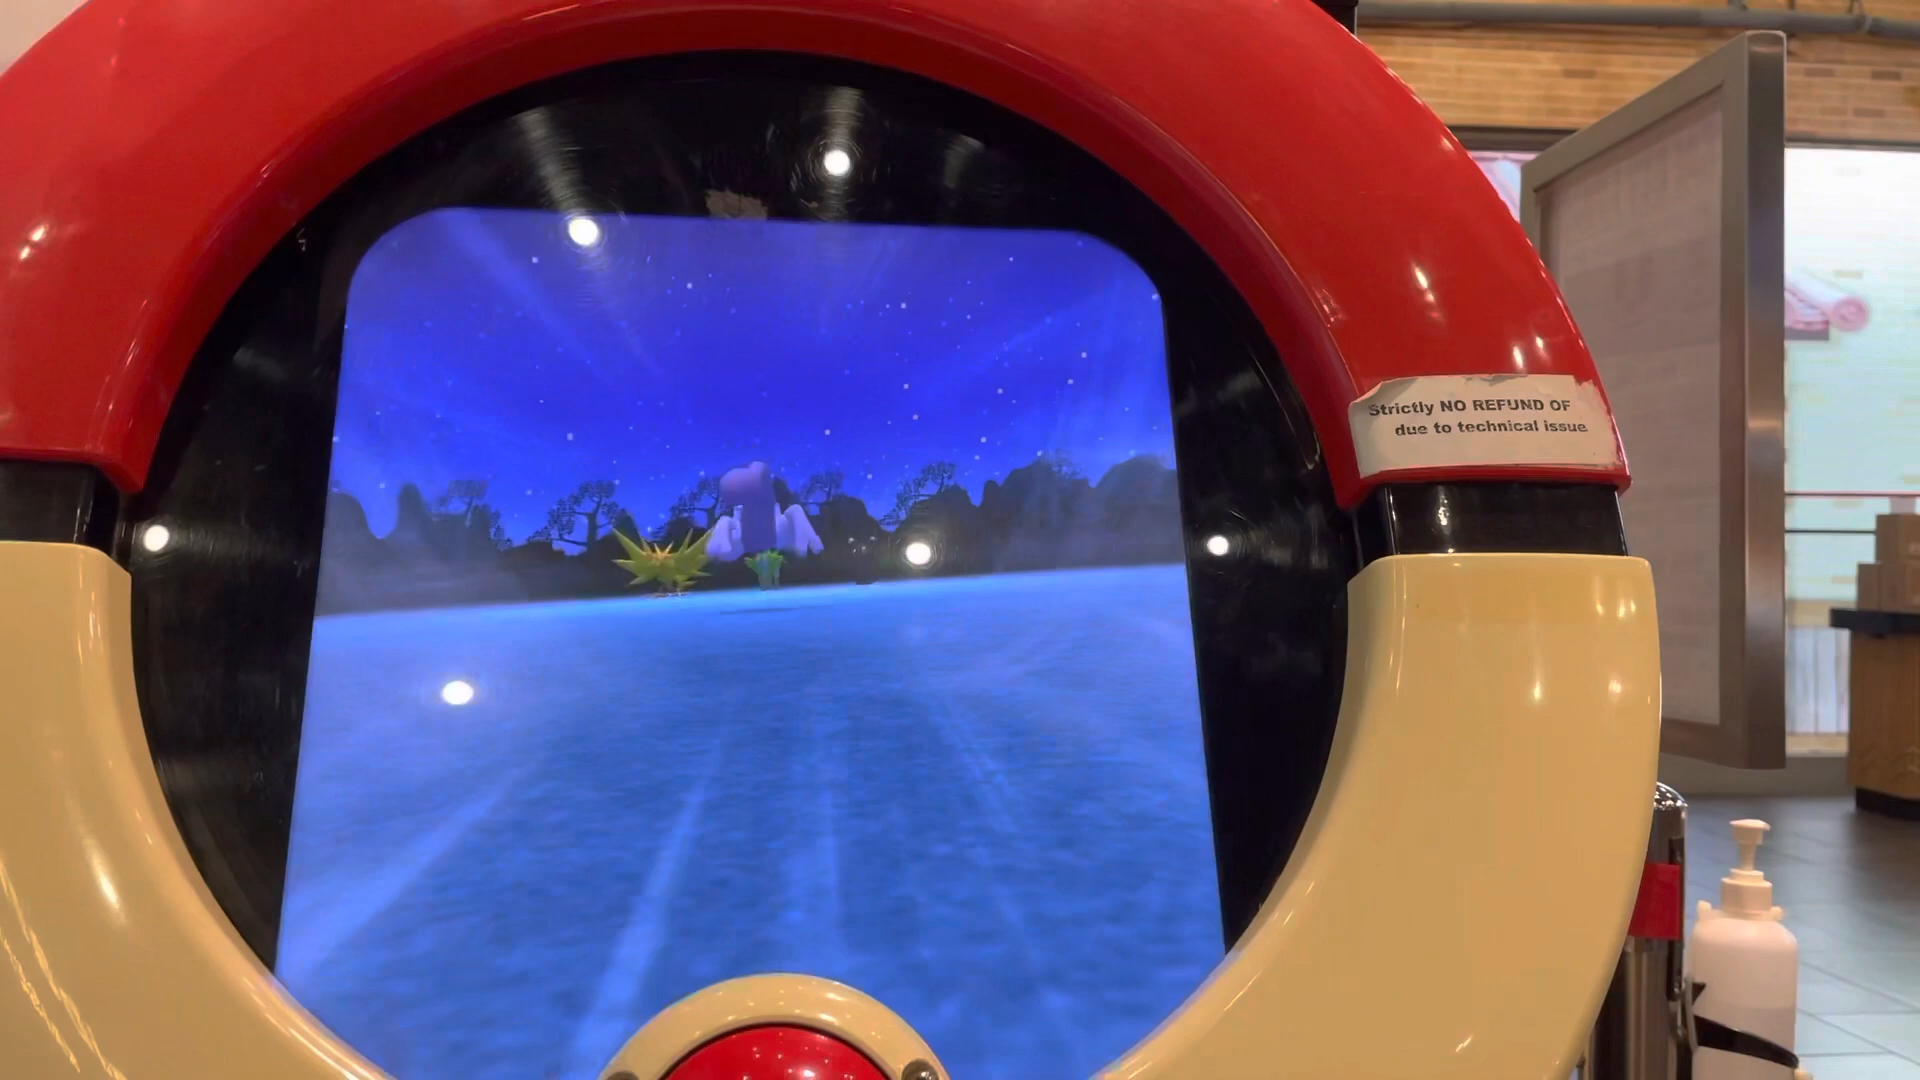 Strictly NO REFUND OF
due to technical issue